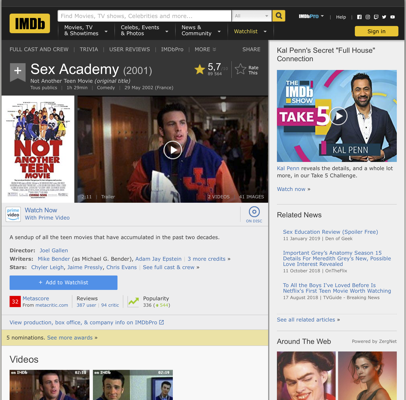 IMDb
Find Movies, TV shows, Celebrities and more...
All
IMDbPro
Help
Movies, TV & Showtimes
Celebs, Events & Photos
News & Community
Watchlist
Sign in
FULL CAST AND CREW | TRIVIA | USER REVIEWS | IMDbPro | MORE
SHARE
Sex Academy (2001)
Not Another Teen Movie (original title)
Tous publics | 1h 29min | Comedy | 29 May 2002 (France)
5,7
Rate This
NOT ANOTHER TEEN MOVIE
2:11 | Trailer
2 VIDEOS
41 IMAGES
prime video
Watch Now
With Prime Video
ON DISC
A sendup of all the teen movies that have accumulated in the past two decades.
Director: Joel Gallen
Writers: Mike Bender (as Michael G. Bender), Adam Jay Epstein | 3 more credits »
Stars: Chyler Leigh, Jaime Pressly, Chris Evans | See full cast & crew »
+ Add to Watchlist
32
Metascore
From metacritic.com
Reviews
367 user | 94 critic
Popularity
View production, box office, & company info on IMDbPro
5 nominations. See more awards »
Videos
Kal Penn's Secret "Full House" Connection
THE IMDb SHOW
TAKE 5
KAL PENN
Kal Penn reveals the details, and a whole lot more, in our Take 5 Challenge.
Watch now »
Related News
Sex Education Review (Spoiler Free)
11 January 2019 | Den of Geek
Important Grey's Anatomy Season 15 Details For Meredith Grey's New, Possible Love Interest Revealed
11 October 2018 | OnTheFlix
To All the Boys I've Loved Before Is Netflix's First Teen Movie Worth Watching
17 August 2018 | TVGuide - Breaking News
See all related articles »
Around The Web
Powered by ZergNet